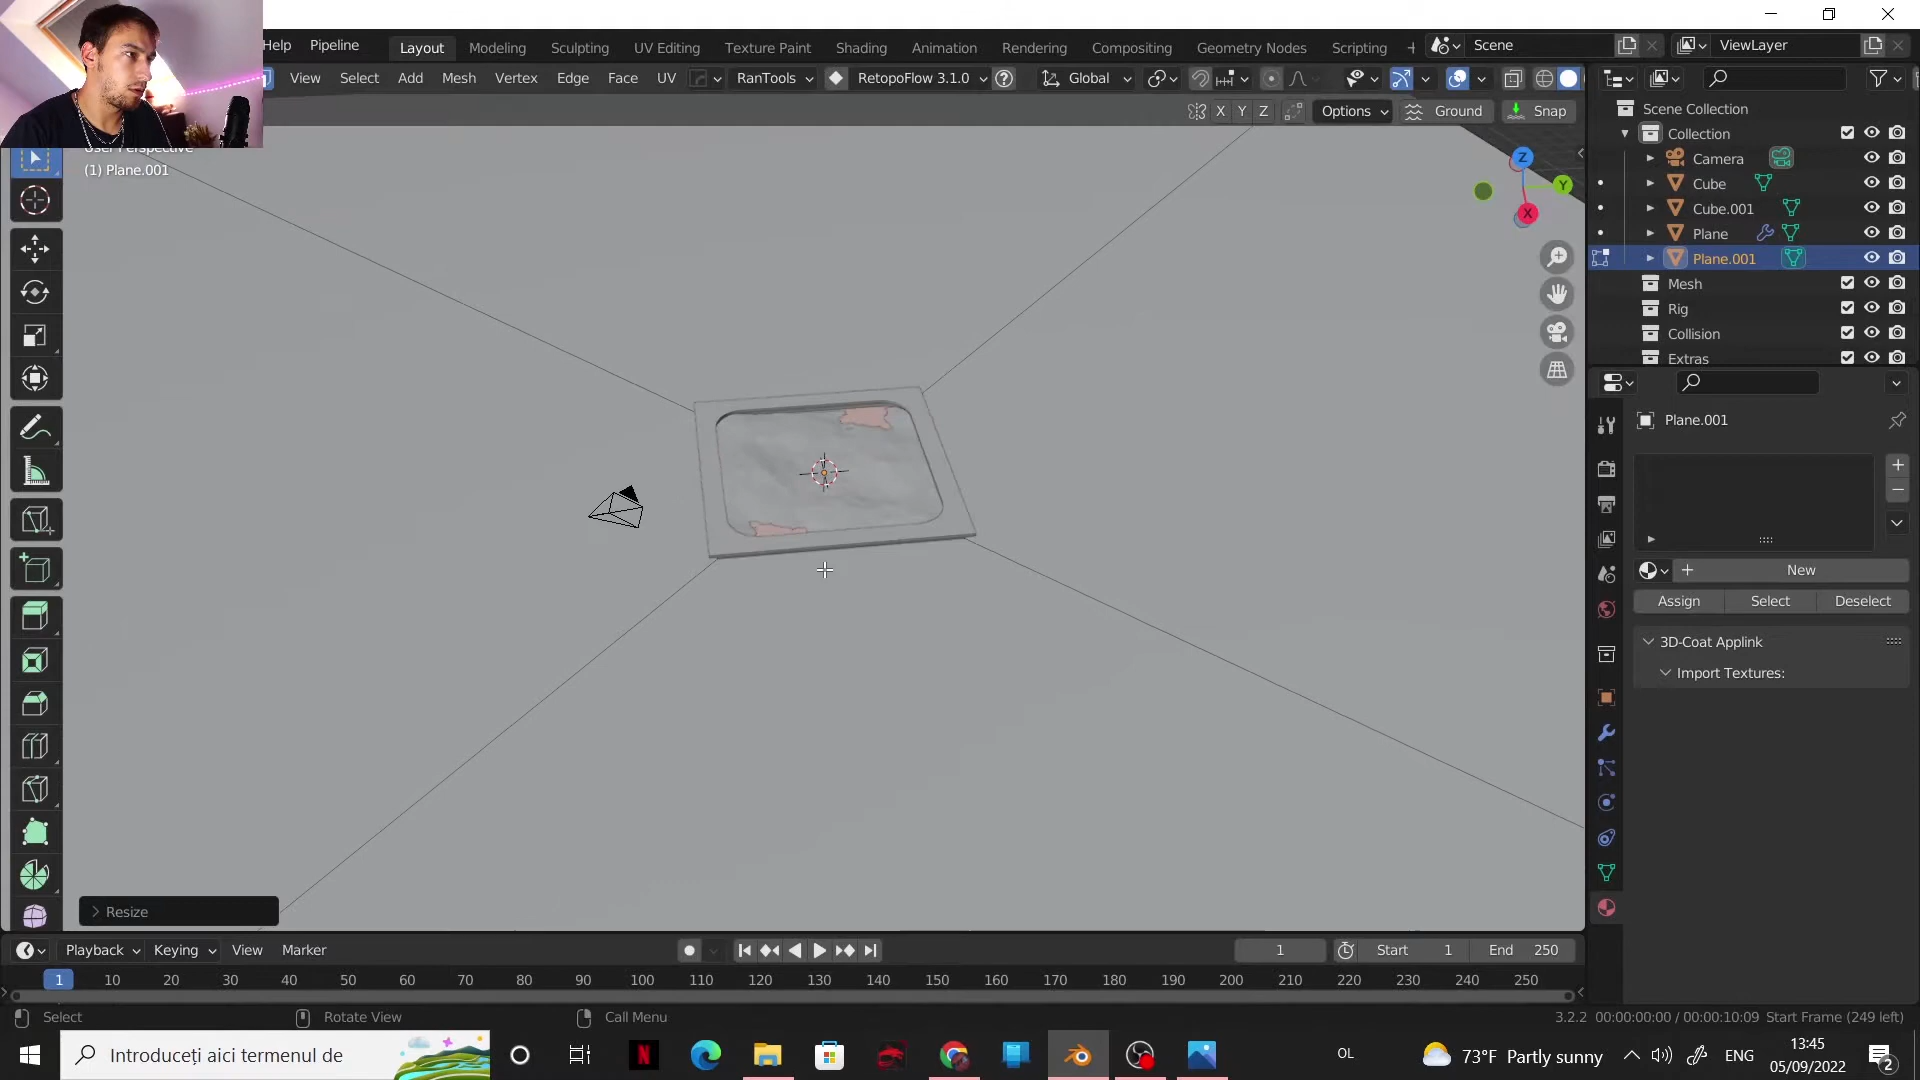 Help Pipeline Layout Modeling Sculpting UV Editing Texture Paint Shading Animation Rendering Compositing Geometry Nodes Scripting + Scene ViewLayer
View Select Add Mesh Vertex Edge Face UV RanTools RetopoFlow 3.1.0 Global
X Y Z Options Ground Snap
Scene Collection
Collection
User Perspective
(1) Plane.001
Camera
Cube
Cube.001
Plane
Plane.001
Mesh
Rig
Collision
Extras
Z
Y
X
Plane.001
New
Assign Select Deselect
3D-Coat Applink
Import Textures:
Resize
Playback Keying View Marker 1 Start 1 End 250
1 10 20 30 40 50 60 70 80 90 100 110 120 130 140 150 160 170 180 190 200 210 220 230 240 250
Select Rotate View Call Menu 3.2.2 00:00:00:00 / 00:00:10:09 Start Frame (249 left)
Introduceți aici termenul de OL 73°F Partly sunny ENG 13:45
05/09/2022 2